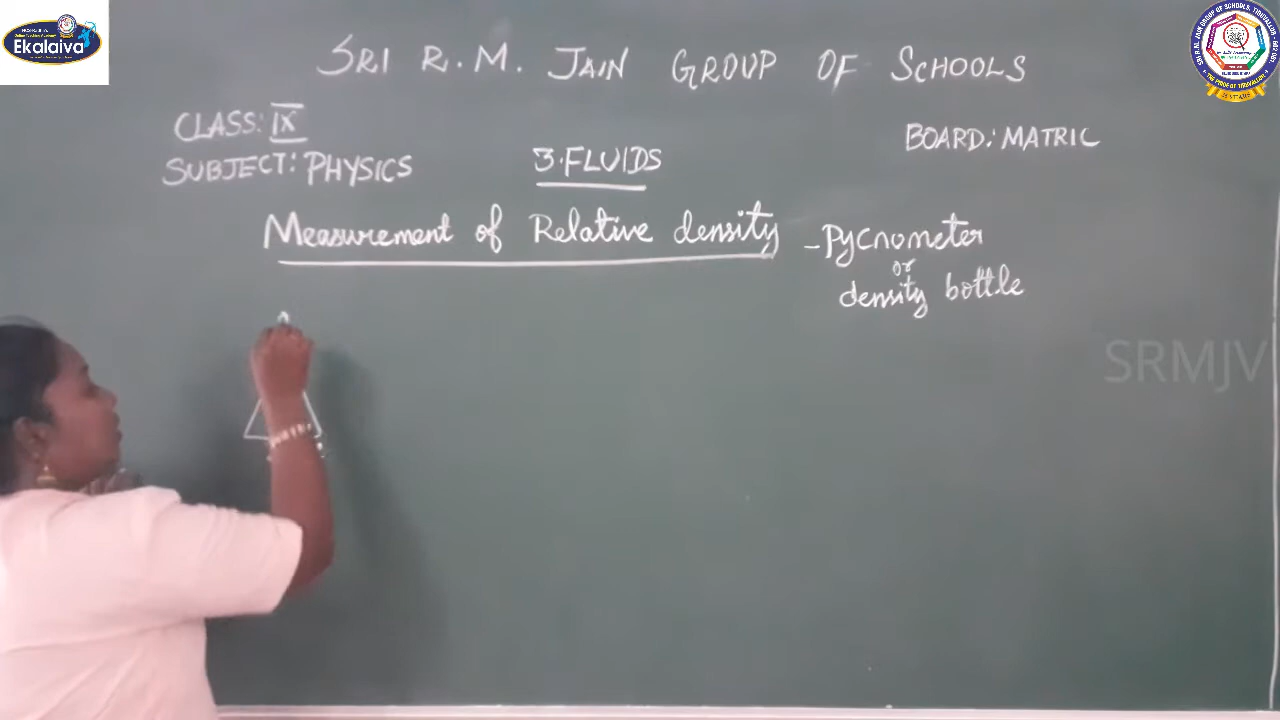 Ekalaiva
SRI R.M. JAIN GROUP OF SCHOOLS
CLASS: IX
SUBJECT: PHYSICS
BOARD: MATRIC
3. FLUIDS
Measurement of Relative density - Pycnometer
or
density bottle
SRMJV